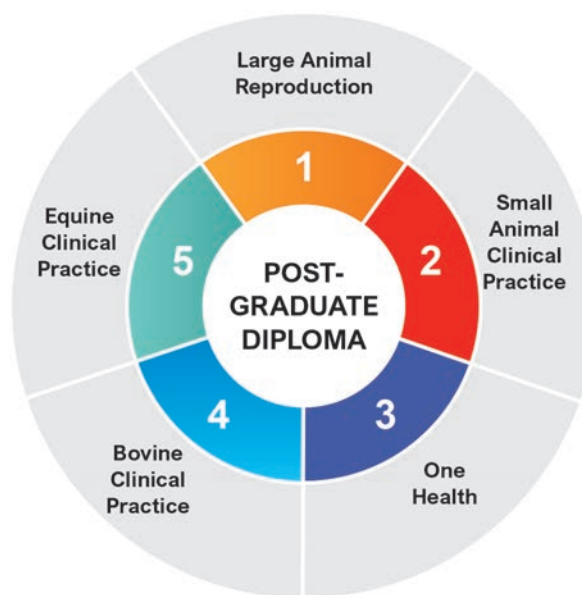 Large Animal
Reproduction
1
Small
Animal
Clinical
Practice
2
One
Health
3
Bovine
Clinical
Practice
4
Equine
Clinical
Practice
5
POST-
GRADUATE
DIPLOMA